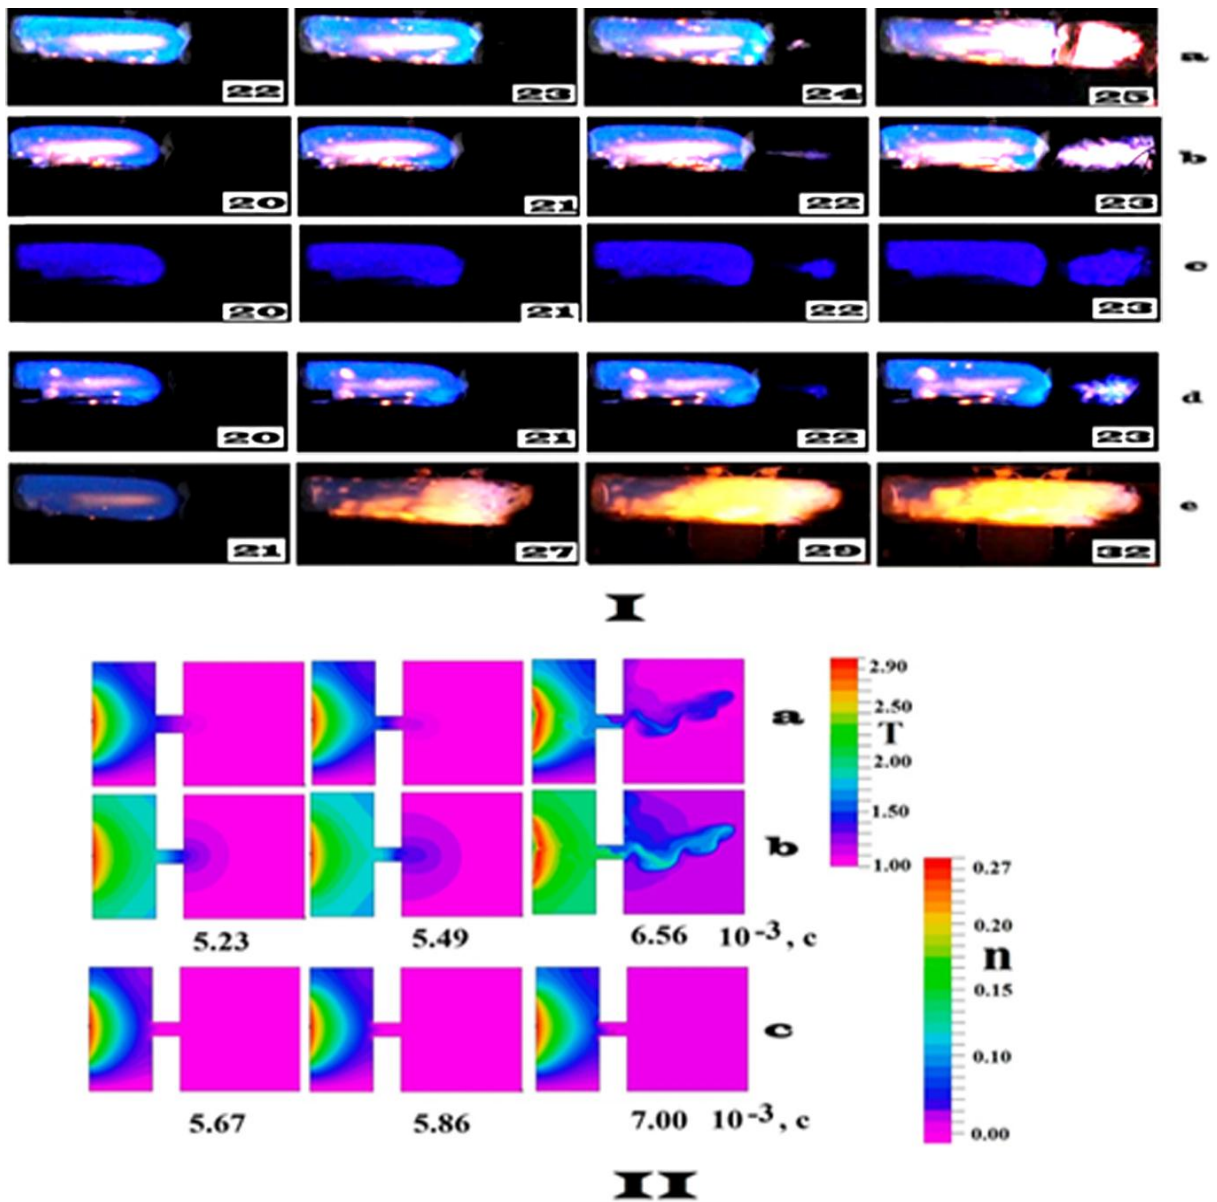 22 23 24 25 a
20 21 22 23 b
20 21 22 23 c
20 21 22 23 d
21 27 29 32 e
I
a
b
5.23 5.49 6.56 10-3, c
c
5.67 5.86 7.00 10-3, c
2.90
2.50
T
2.00
1.50
1.00
0.27
0.20
n
0.15
0.10
0.00
II